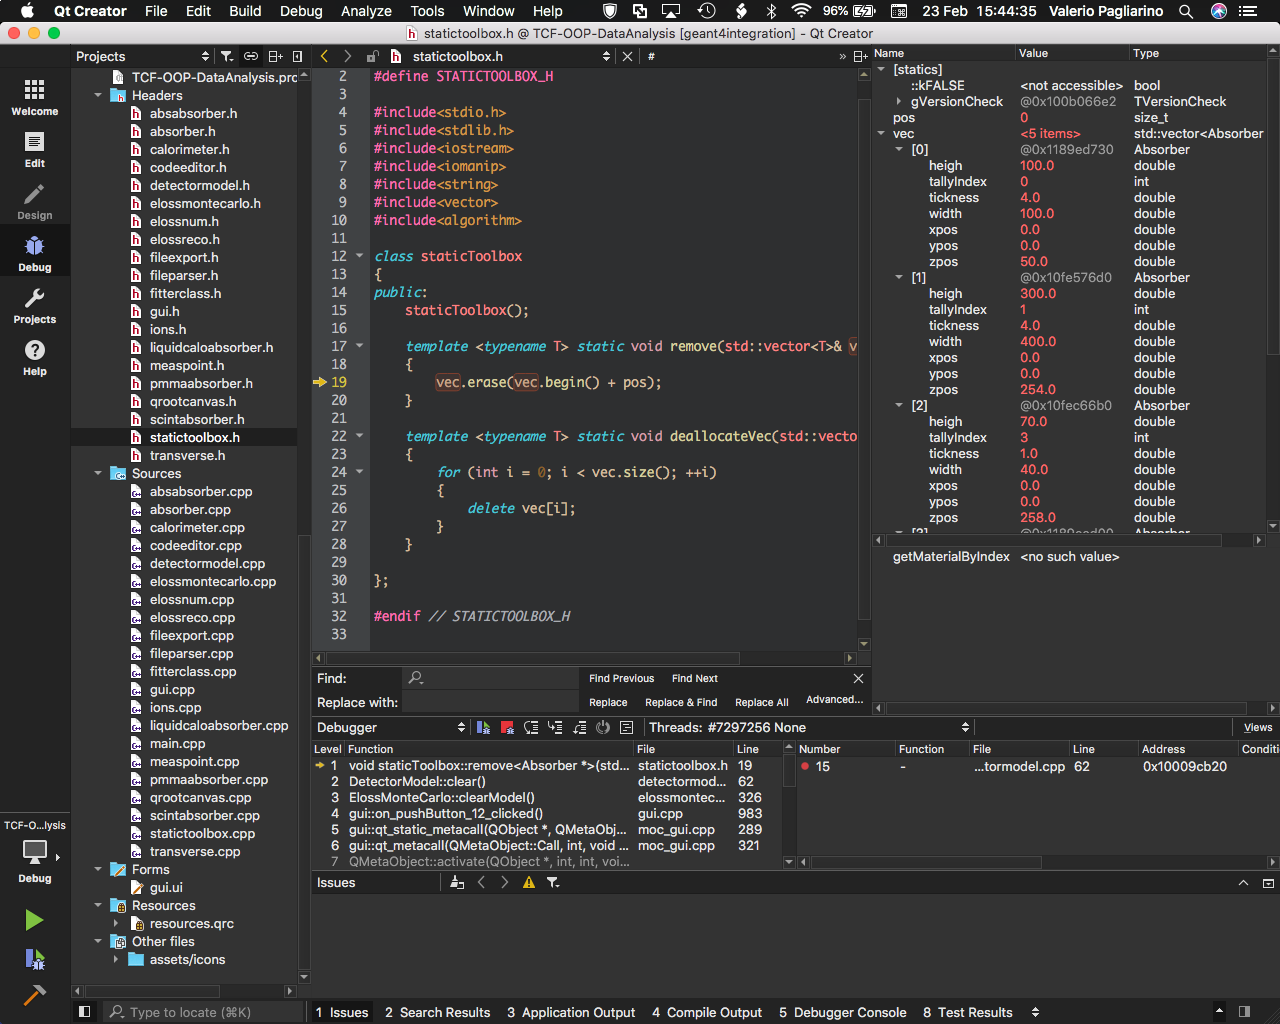 Qt Creator File Edit Build Debug Analyze Tools Window Help 96% 23 Feb 15:44:35 Valerio Pagliarino
statictoolbox.h @ TCF-OOP-DataAnalysis [geant4integration] - Qt Creator
Welcome
Edit
Design
Debug
Projects
Help
TCF-O...lysis
Debug
Projects
TCF-OOP-DataAnalysis.pro
Headers
absabsorber.h
absorber.h
calorimeter.h
codeeditor.h
detectormodel.h
elossmontecarlo.h
elossnum.h
elossreco.h
fileexport.h
fileparser.h
fitterclass.h
gui.h
ions.h
liquidcaloabsorber.h
measpoint.h
pmmaabsorber.h
qrootcanvas.h
scintabsorber.h
statictoolbox.h
transverse.h
Sources
absabsorber.cpp
absorber.cpp
calorimeter.cpp
codeeditor.cpp
detectormodel.cpp
elossmontecarlo.cpp
elossnum.cpp
elossreco.cpp
fileexport.cpp
fileparser.cpp
fitterclass.cpp
gui.cpp
ions.cpp
liquidcaloabsorber.cpp
main.cpp
measpoint.cpp
pmmaabsorber.cpp
qrootcanvas.cpp
scintabsorber.cpp
statictoolbox.cpp
transverse.cpp
Forms
gui.ui
Resources
resources.qrc
Other files
assets/icons
statictoolbox.h #
2 #define STATICTOOLBOX_H
3
4 #include<stdio.h>
5 #include<stdlib.h>
6 #include<iostream>
7 #include<iomanip>
8 #include<string>
9 #include<vector>
10 #include<algorithm>
11
12 class staticToolbox
13 {
14 public:
15 staticToolbox();
16
17 template <typename T> static void remove(std::vector<T>& v
18 {
19 vec.erase(vec.begin() + pos);
20 }
21
22 template <typename T> static void deallocateVec(std::vecto
23 {
24 for (int i = 0; i < vec.size(); ++i)
25 {
26 delete vec[i];
27 }
28 }
29
30 };
31
32 #endif // STATICTOOLBOX_H
33
Name Value Type
[statics]
::kFALSE <not accessible> bool
gVersionCheck @0x100b066e2 TVersionCheck
pos 0 size_t
vec <5 items> std::vector<Absorber
[0] @0x1189ed730 Absorber
heigh 100.0 double
tallyIndex 0 int
tickness 4.0 double
width 100.0 double
xpos 0.0 double
ypos 0.0 double
zpos 50.0 double
[1] @0x10fe576d0 Absorber
heigh 300.0 double
tallyIndex 1 int
tickness 4.0 double
width 400.0 double
xpos 0.0 double
ypos 0.0 double
zpos 254.0 double
[2] @0x10fec66b0 Absorber
heigh 70.0 double
tallyIndex 3 int
tickness 1.0 double
width 40.0 double
xpos 0.0 double
ypos 0.0 double
zpos 258.0 double
getMaterialByIndex <no such value>
Find: Find Previous Find Next
Replace with: Replace Replace & Find Replace All Advanced...
Debugger Threads: #7297256 None Views
Level Function File Line
1 void staticToolbox::remove<Absorber *>(std... statictoolbox.h 19
2 DetectorModel::clear() detectormod... 62
3 ElossMonteCarlo::clearModel() elossmontec... 326
4 gui::on_pushButton_12_clicked() gui.cpp 983
5 gui::qt_static_metacall(QObject *, QMetaObj... moc_gui.cpp 289
6 gui::qt_metacall(QMetaObject::Call, int, void ... moc_gui.cpp 321
7 QMetaObject::activate(QObject *, int, int, voi...
Number Function File Line Address Conditi
15 - ...tormodel.cpp 62 0x10009cb20
Issues
Type to locate (⌘K) 1 Issues 2 Search Results 3 Application Output 4 Compile Output 5 Debugger Console 8 Test Results